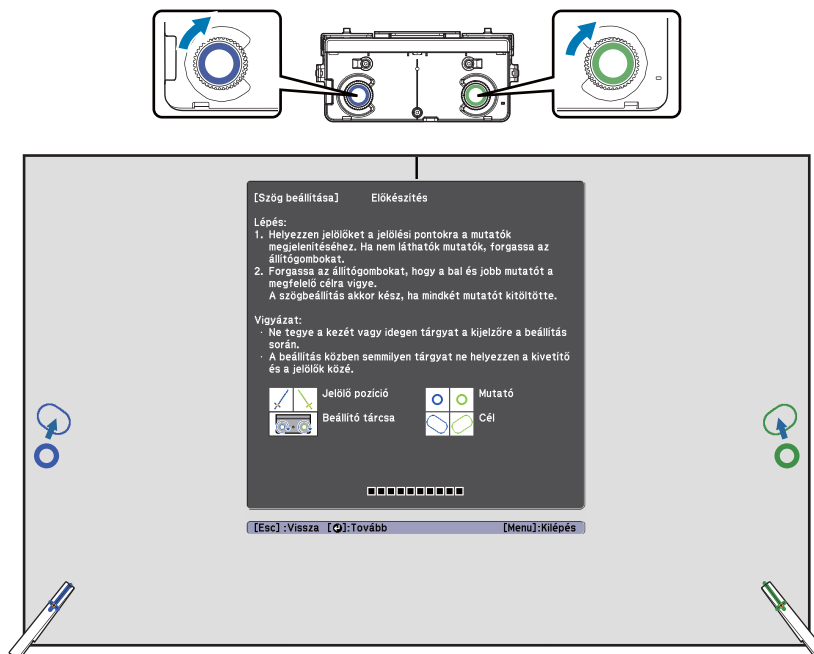 [Szög beállítása] Előkészítés
Lépés:
1. Helyezzen jelölőket a jelölési pontokra a mutatók
megjelenítéséhez. Ha nem láthatók mutatók, forgassa az
állítógombokat.
2. Forgassa az állítógombokat, hogy a bal és jobb mutatót a
megfelelő célra vigye.
A szögbeállítás akkor kész, ha mindkét mutatót kitöltötte.
Vigyázat:
· Ne tegye a kezét vagy idegen tárgyat a kijelzőre a beállítás
során.
· A beállítás közben semmilyen tárgyat ne helyezzen a kivetítő
és a jelölők közé.
Jelölő pozíció Mutató
Beállító tárcsa Cél
[Esc] :Vissza [⏎]:Tovább [Menu]:Kilépés